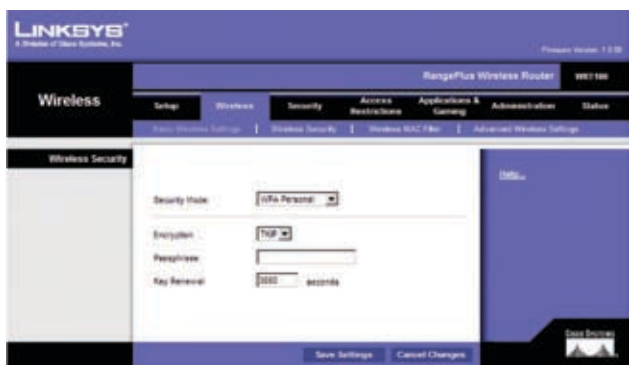 LINKSYS®
A Division of Cisco Systems, Inc.
Firmware Version: 1.0.00
RangePlus Wireless Router WRT100
Wireless
Setup Wireless Security Access Restrictions Applications & Gaming Administration Status
Basic Wireless Settings | Wireless Security | Wireless MAC Filter | Advanced Wireless Settings
Wireless Security
Help...
Security Mode: WPA Personal
Encryption: TKIP
Passphrase:
Key Renewal: 3600 seconds
Save Settings Cancel Changes
Cisco Systems